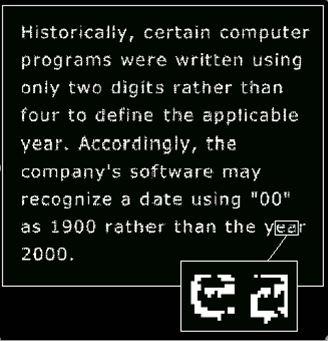 Historically, certain computer
programs were written using
only two digits rather than
four to define the applicable
year. Accordingly, the
company's software may
recognize a date using "00"
as 1900 rather than the year
2000.
ea